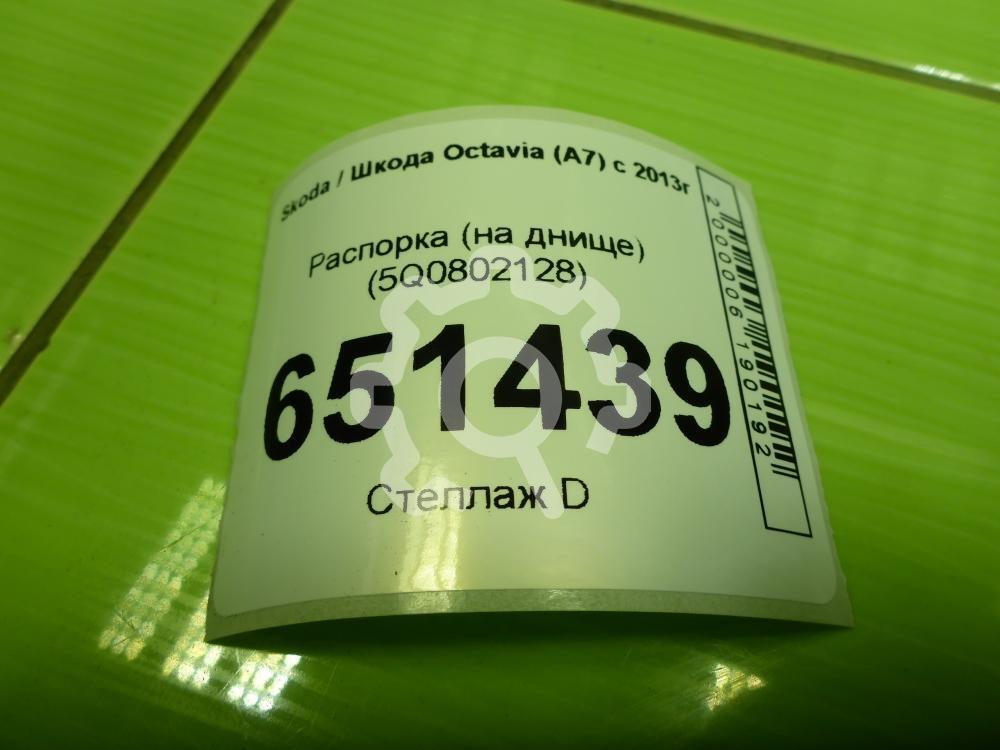 Skoda / Шкода Octavia (A7) с 2013г
Распорка (на днище)
(5Q0802128)
651439
Стеллаж D
2000006190192